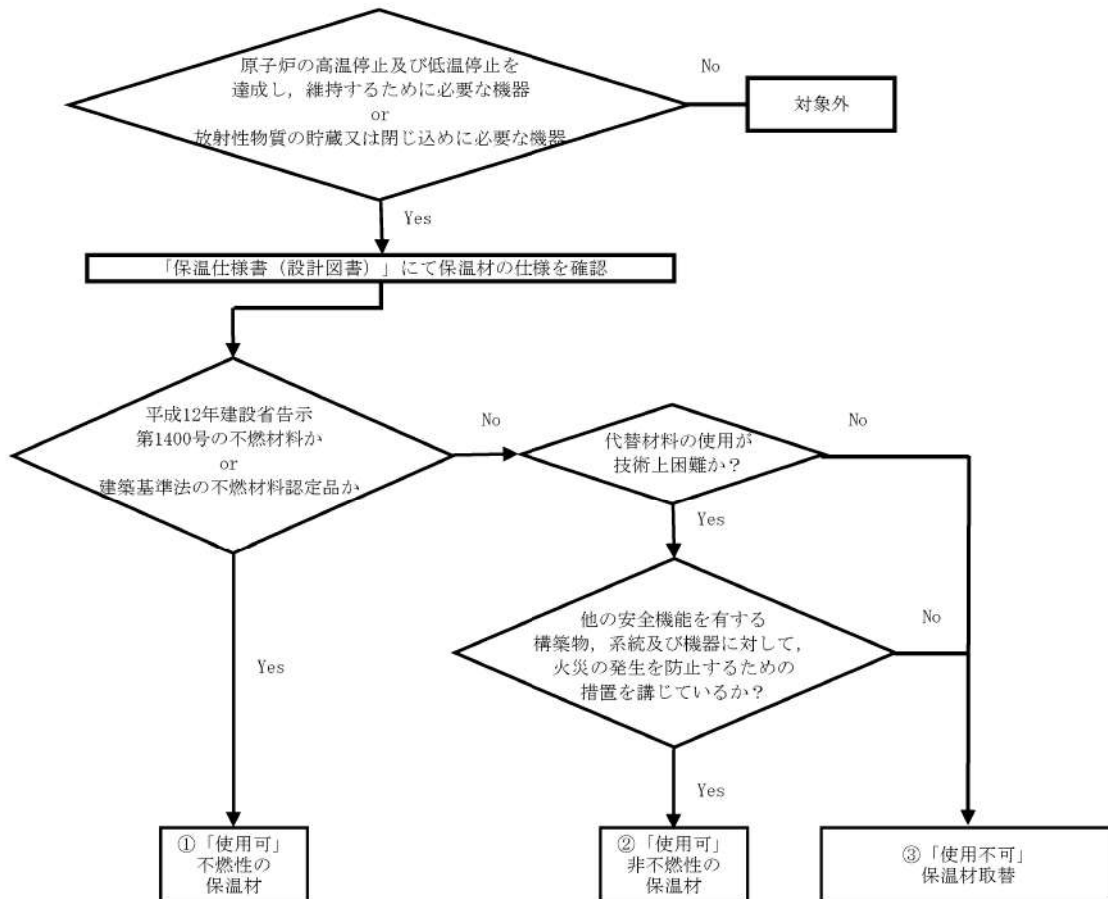 原子炉の高温停止及び低温停止を
達成し，維持するために必要な機器
or
放射性物質の貯蔵又は閉じ込めに必要な機器
No
対象外
Yes
「保温仕様書（設計図書）」にて保温材の仕様を確認
平成12年建設省告示
第1400号の不燃材料か
or
建築基準法の不燃材料認定品か
No
代替材料の使用が
技術上困難か？
No
Yes
他の安全機能を有する
構築物，系統及び機器に対して，
火災の発生を防止するための
措置を講じているか？
No
Yes
Yes
①「使用可」
不燃性の
保温材
②「使用可」
非不燃性の
保温材
③「使用不可」
保温材取替